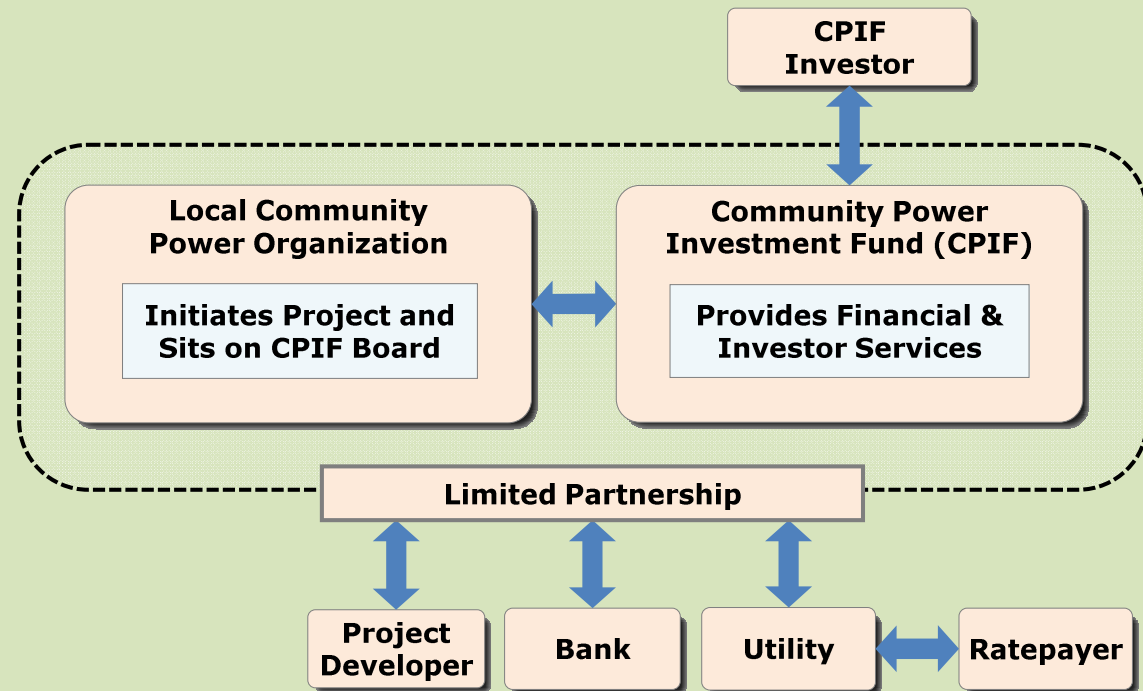 CPIF
Investor
Local Community
Power Organization
Initiates Project and
Sits on CPIF Board
Community Power
Investment Fund (CPIF)
Provides Financial &
Investor Services
Limited Partnership
Project
Developer
Bank
Utility
Ratepayer